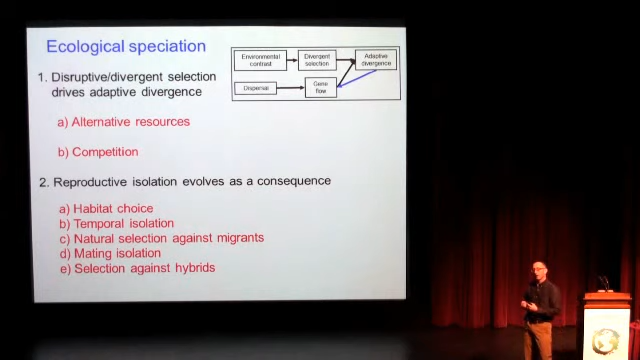 Ecological speciation
Environmental
contrast
Divergent
selection
Adaptive
divergence
Dispersal
Gene
flow
1. Disruptive/divergent selection
drives adaptive divergence
a) Alternative resources
b) Competition
2. Reproductive isolation evolves as a consequence
a) Habitat choice
b) Temporal isolation
c) Natural selection against migrants
d) Mating isolation
e) Selection against hybrids